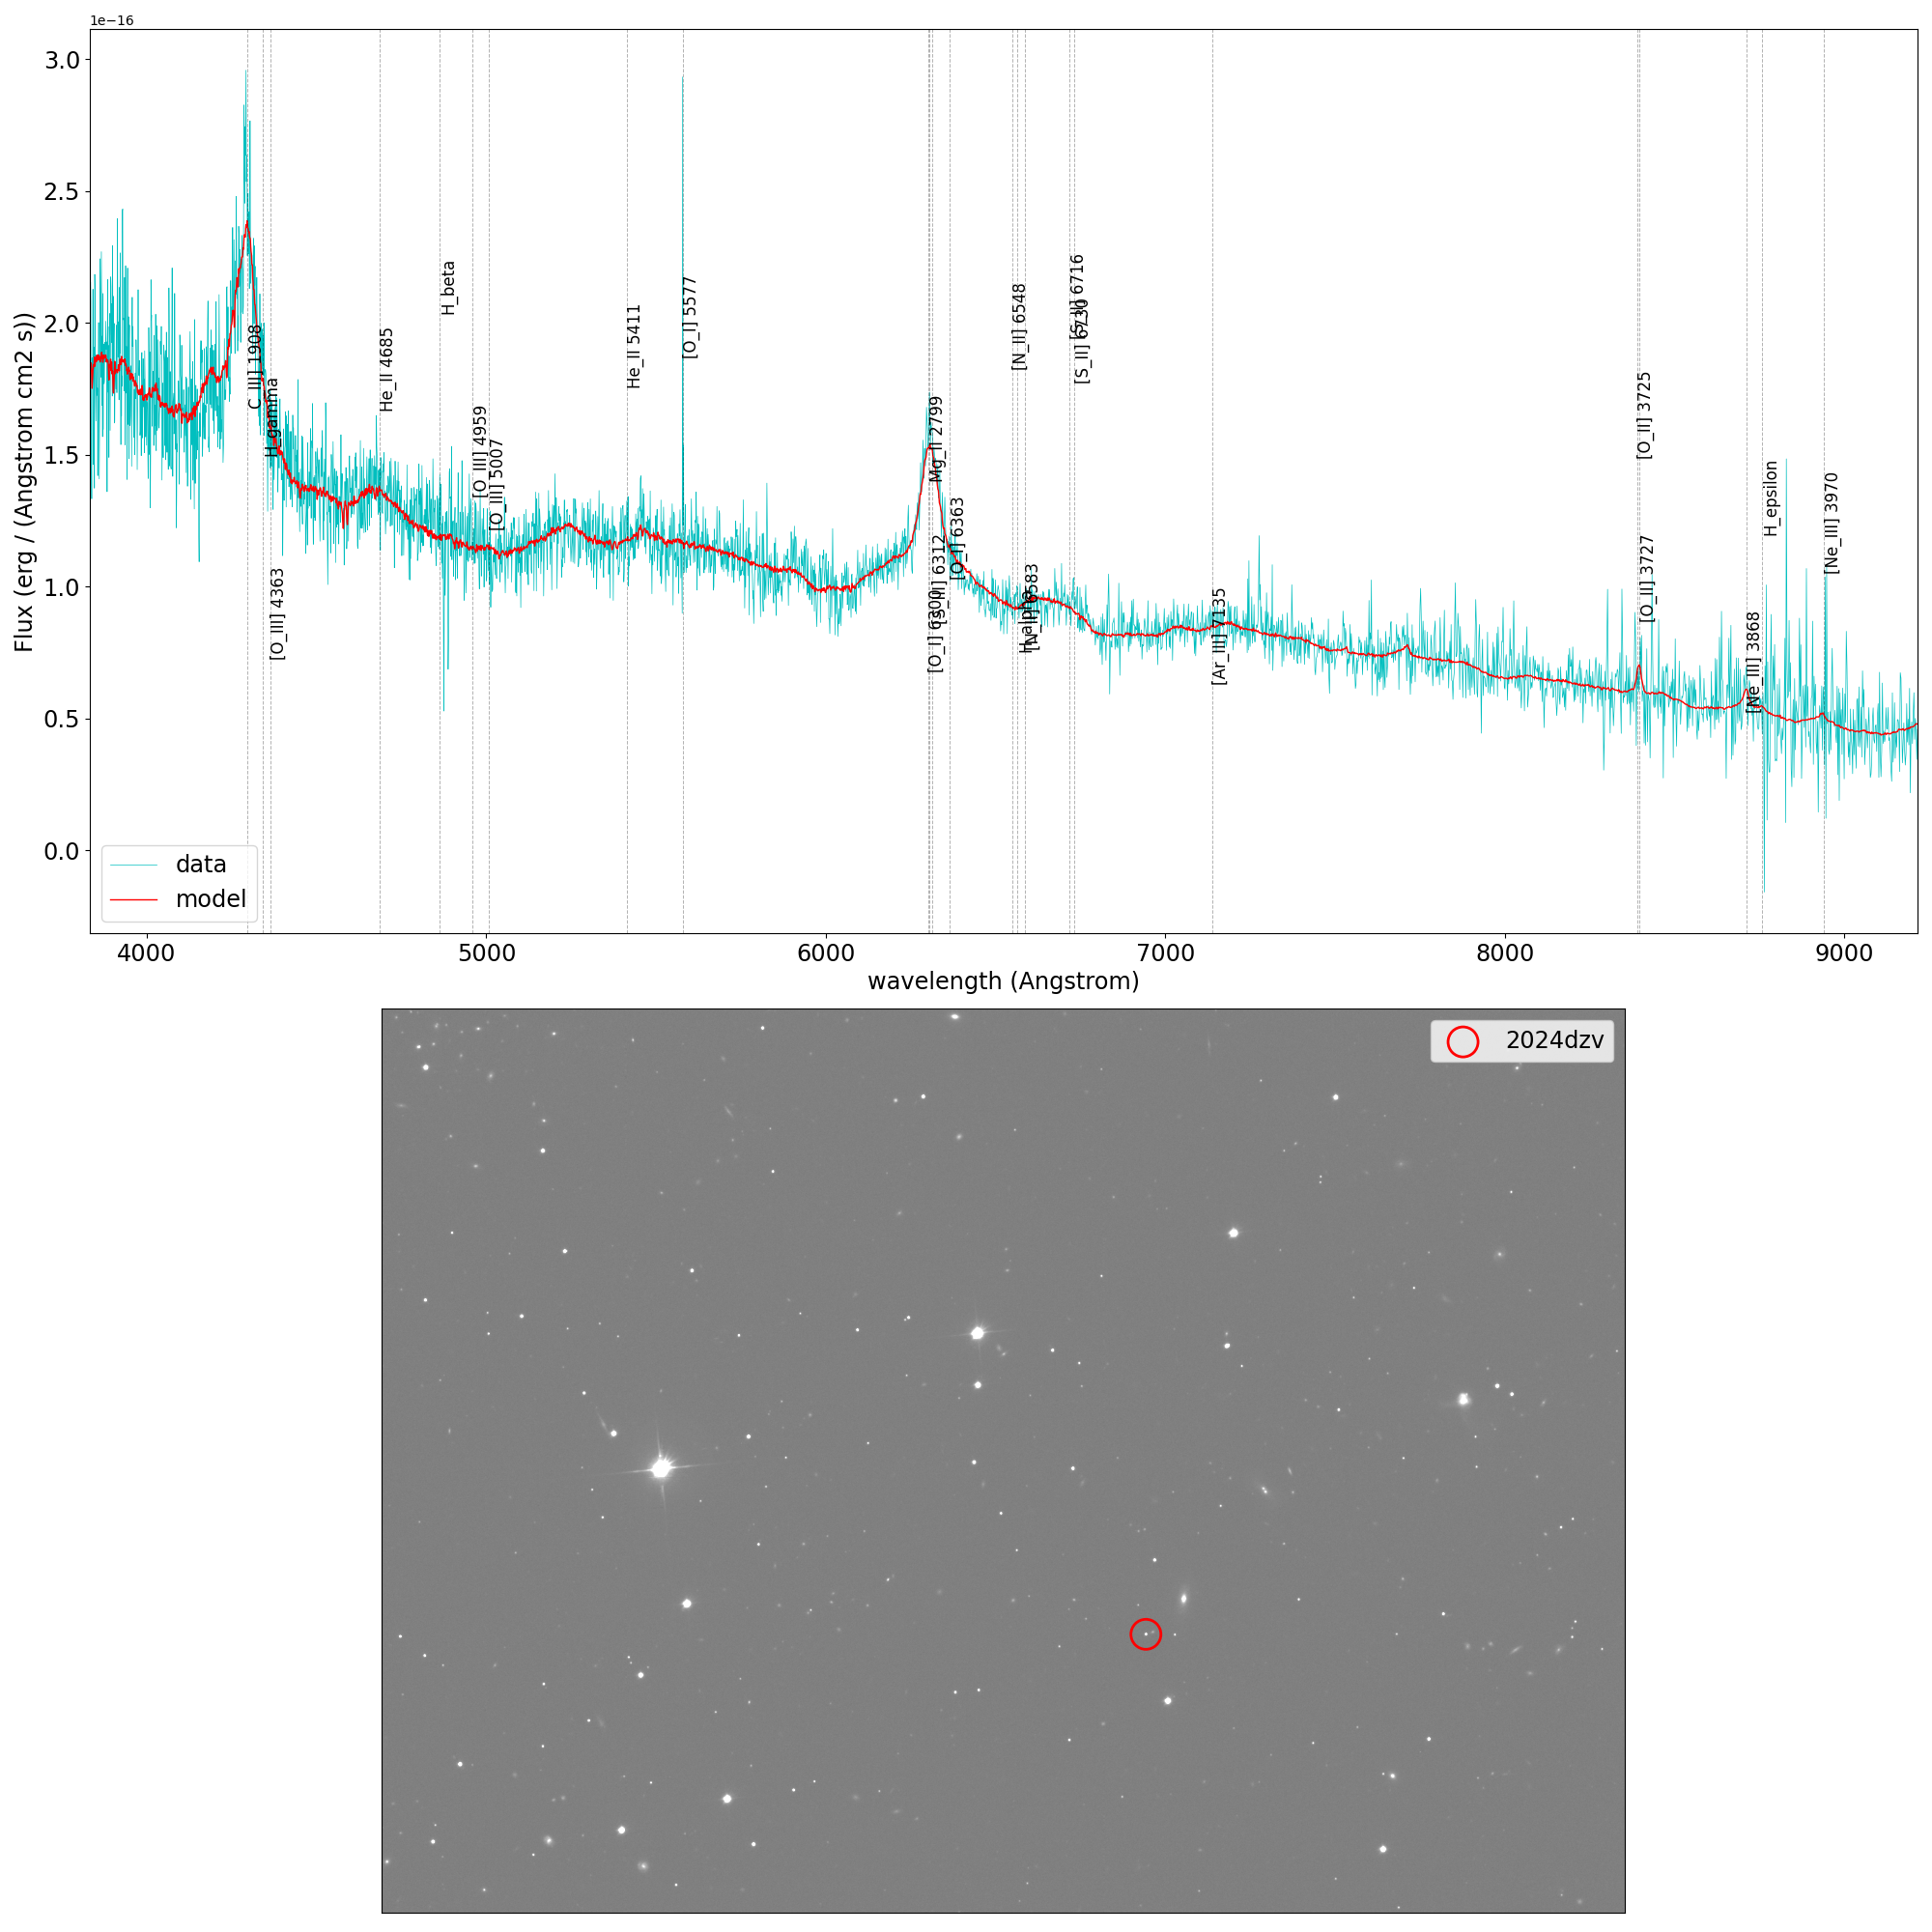 1e−16
3.0
2.5
2.0
1.5
1.0
0.5
0.0
Flux (erg / (Angstrom cm2 s))
C_III] 1908
H_gamma
[O_III] 4363
He_II 4685
H_beta
[O_III] 4959
[O_III] 5007
He_II 5411
[O_I] 5577
Mg_II 2799
[O_I] 6300
[S_III] 6312
[O_I] 6363
[N_II] 6548
H_alpha
[N_II] 6583
[S_II] 6716
[S_II] 6730
[Ar_III] 7135
[O_II] 3725
[O_II] 3727
[Ne_III] 3868
H_epsilon
[Ne_III] 3970
data
model
4000
5000
6000
7000
8000
9000
wavelength (Angstrom)
2024dzv